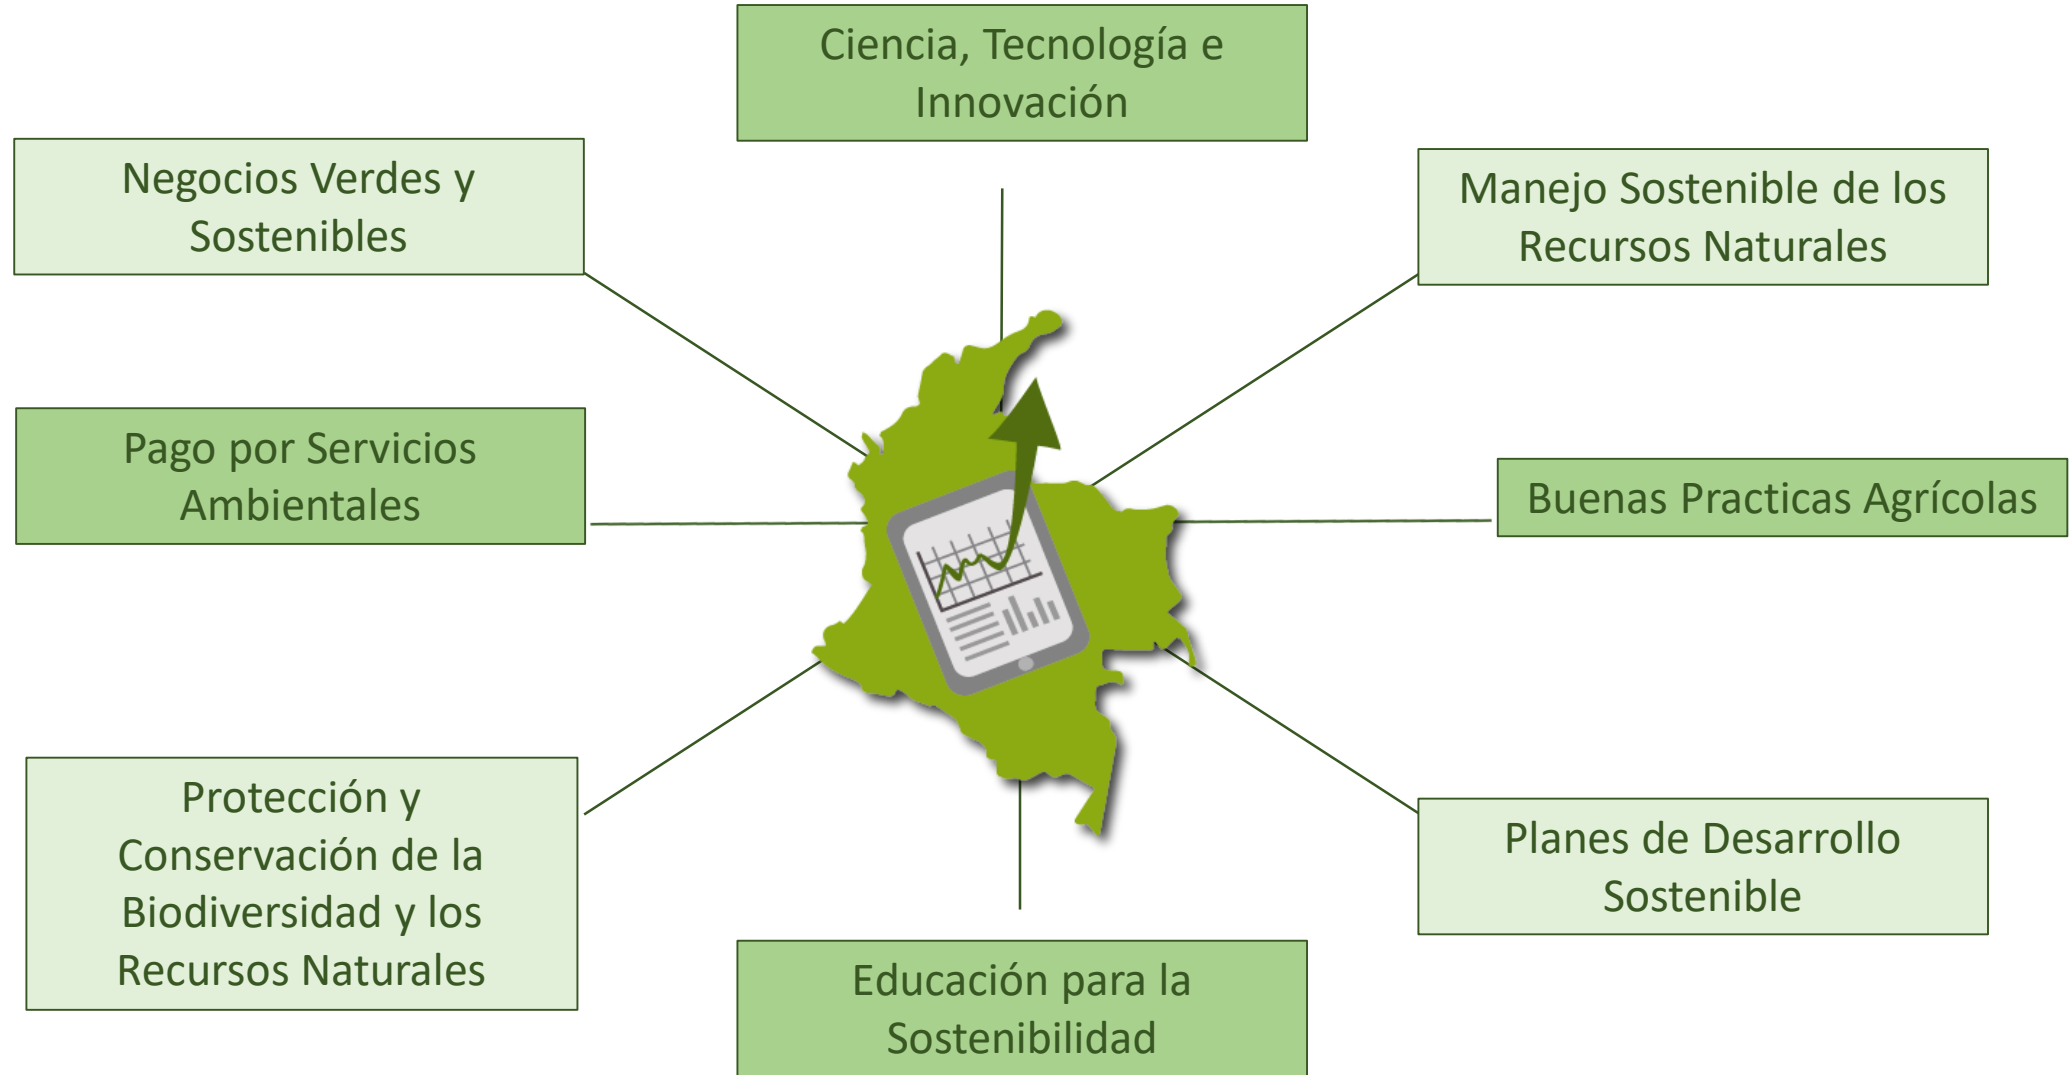 Ciencia, Tecnología e
Innovación
Negocios Verdes y
Sostenibles
Manejo Sostenible de los
Recursos Naturales
Pago por Servicios
Ambientales
Buenas Practicas Agrícolas
Protección y
Conservación de la
Biodiversidad y los
Recursos Naturales
Planes de Desarrollo
Sostenible
Educación para la
Sostenibilidad